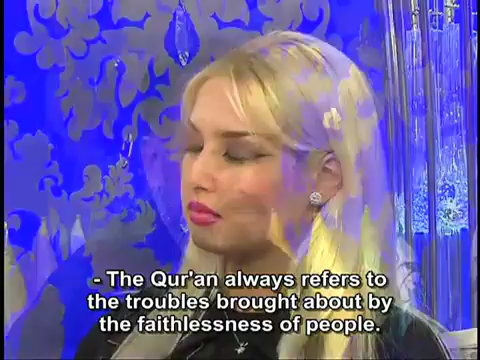 - The Qur'an always refers to
the troubles brought about by
the faithlessness of people.